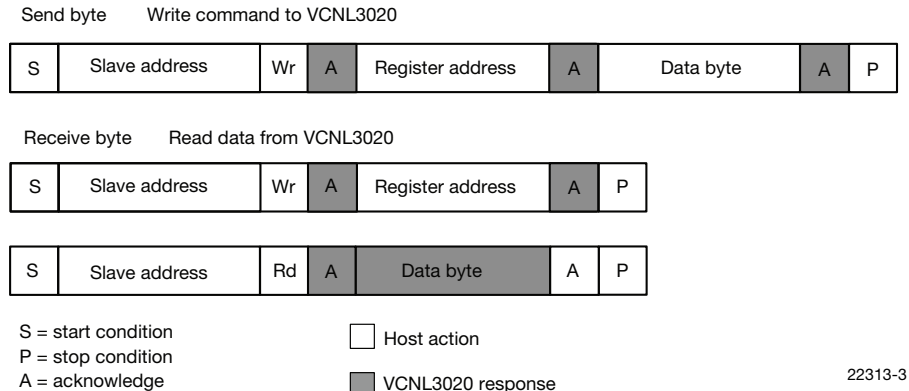 Send byte Write command to VCNL3020
S Slave address Wr A Register address A Data byte A P
Receive byte Read data from VCNL3020
S Slave address Wr A Register address A P
S Slave address Rd A Data byte A P
S = start condition
P = stop condition
A = acknowledge
Host action
VCNL3020 response
22313-3